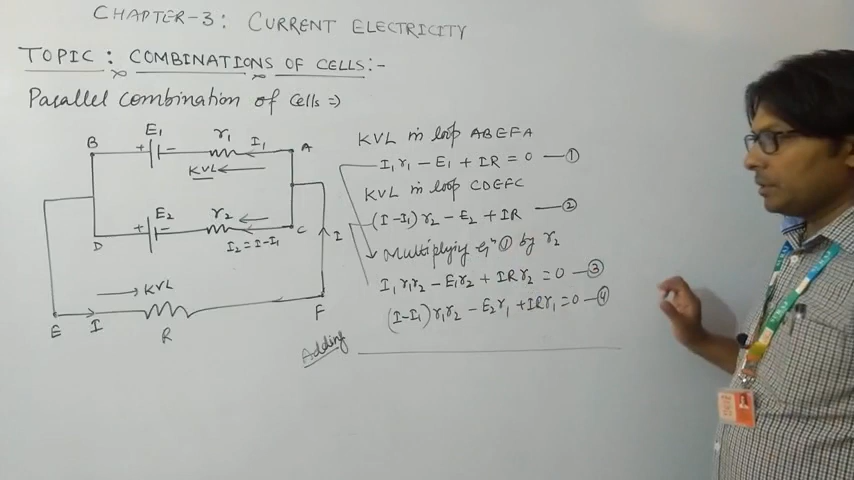 CHAPTER-3: CURRENT ELECTRICITY
TOPIC: COMBINATIONS OF CELLS:-
Parallel combination of cells ⇒
B + E₁ - r₁ I₁ A
KVL
D + E₂ - r₂ C
I₂ = I-I₁
I
KVL
E I R F
KVL in loop ABEFA
I₁r₁ - E₁ + IR = 0 —①
KVL in loop CDEFC
(I-I₁)r₂ - E₂ + IR —②
Multiplying eqⁿ ① by r₂
I₁r₁r₂ - E₁r₂ + IRr₂ = 0 —③
(I-I₁)r₁r₂ - E₂r₁ + IRr₁ = 0 —④
Adding